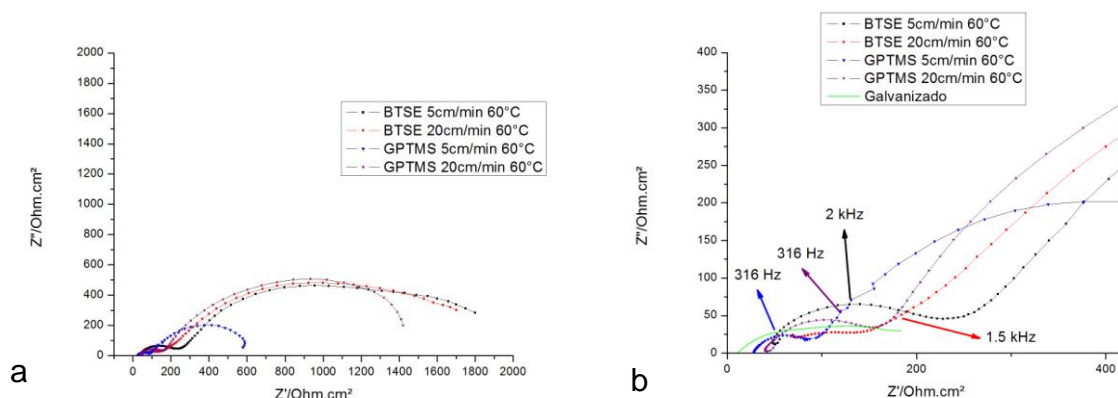 2000
1800
1600
1400
1200
1000
800
600
400
200
0
Z''/Ohm.cm²
BTSE 5cm/min 60°C
BTSE 20cm/min 60°C
GPTMS 5cm/min 60°C
GPTMS 20cm/min 60°C
0 200 400 600 800 1000 1200 1400 1600 1800 2000
Z'/Ohm.cm²
a
BTSE 5cm/min 60°C
BTSE 20cm/min 60°C
GPTMS 5cm/min 60°C
GPTMS 20cm/min 60°C
Galvanizado
400
350
300
250
200
150
100
50
0
Z''/Ohm.cm²
2 kHz
316 Hz
316 Hz
1.5 kHz
0 200 400
Z'/Ohm.cm²
b